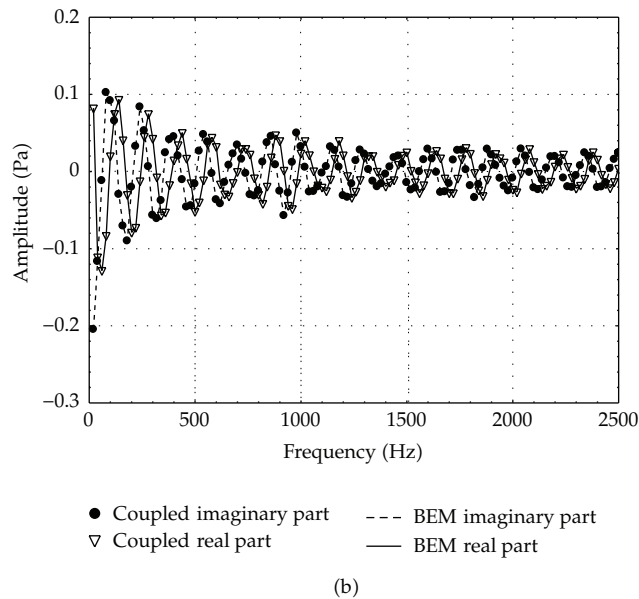 0.2
0.1
0
−0.1
−0.2
−0.3
Amplitude (Pa)
0 500 1000 1500 2000 2500
Frequency (Hz)
Coupled imaginary part
Coupled real part
BEM imaginary part
BEM real part
(b)